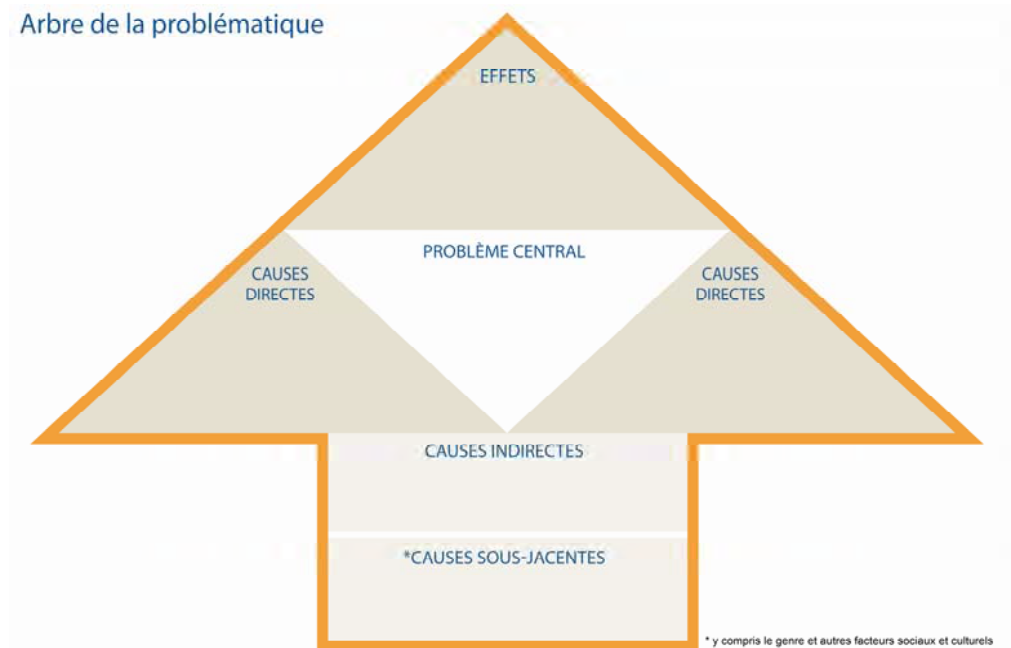 Arbre de la problématique
EFFETS
PROBLÈME CENTRAL
CAUSES
DIRECTES
CAUSES
DIRECTES
CAUSES INDIRECTES
*CAUSES SOUS-JACENTES
* y compris le genre et autres facteurs sociaux et culturels